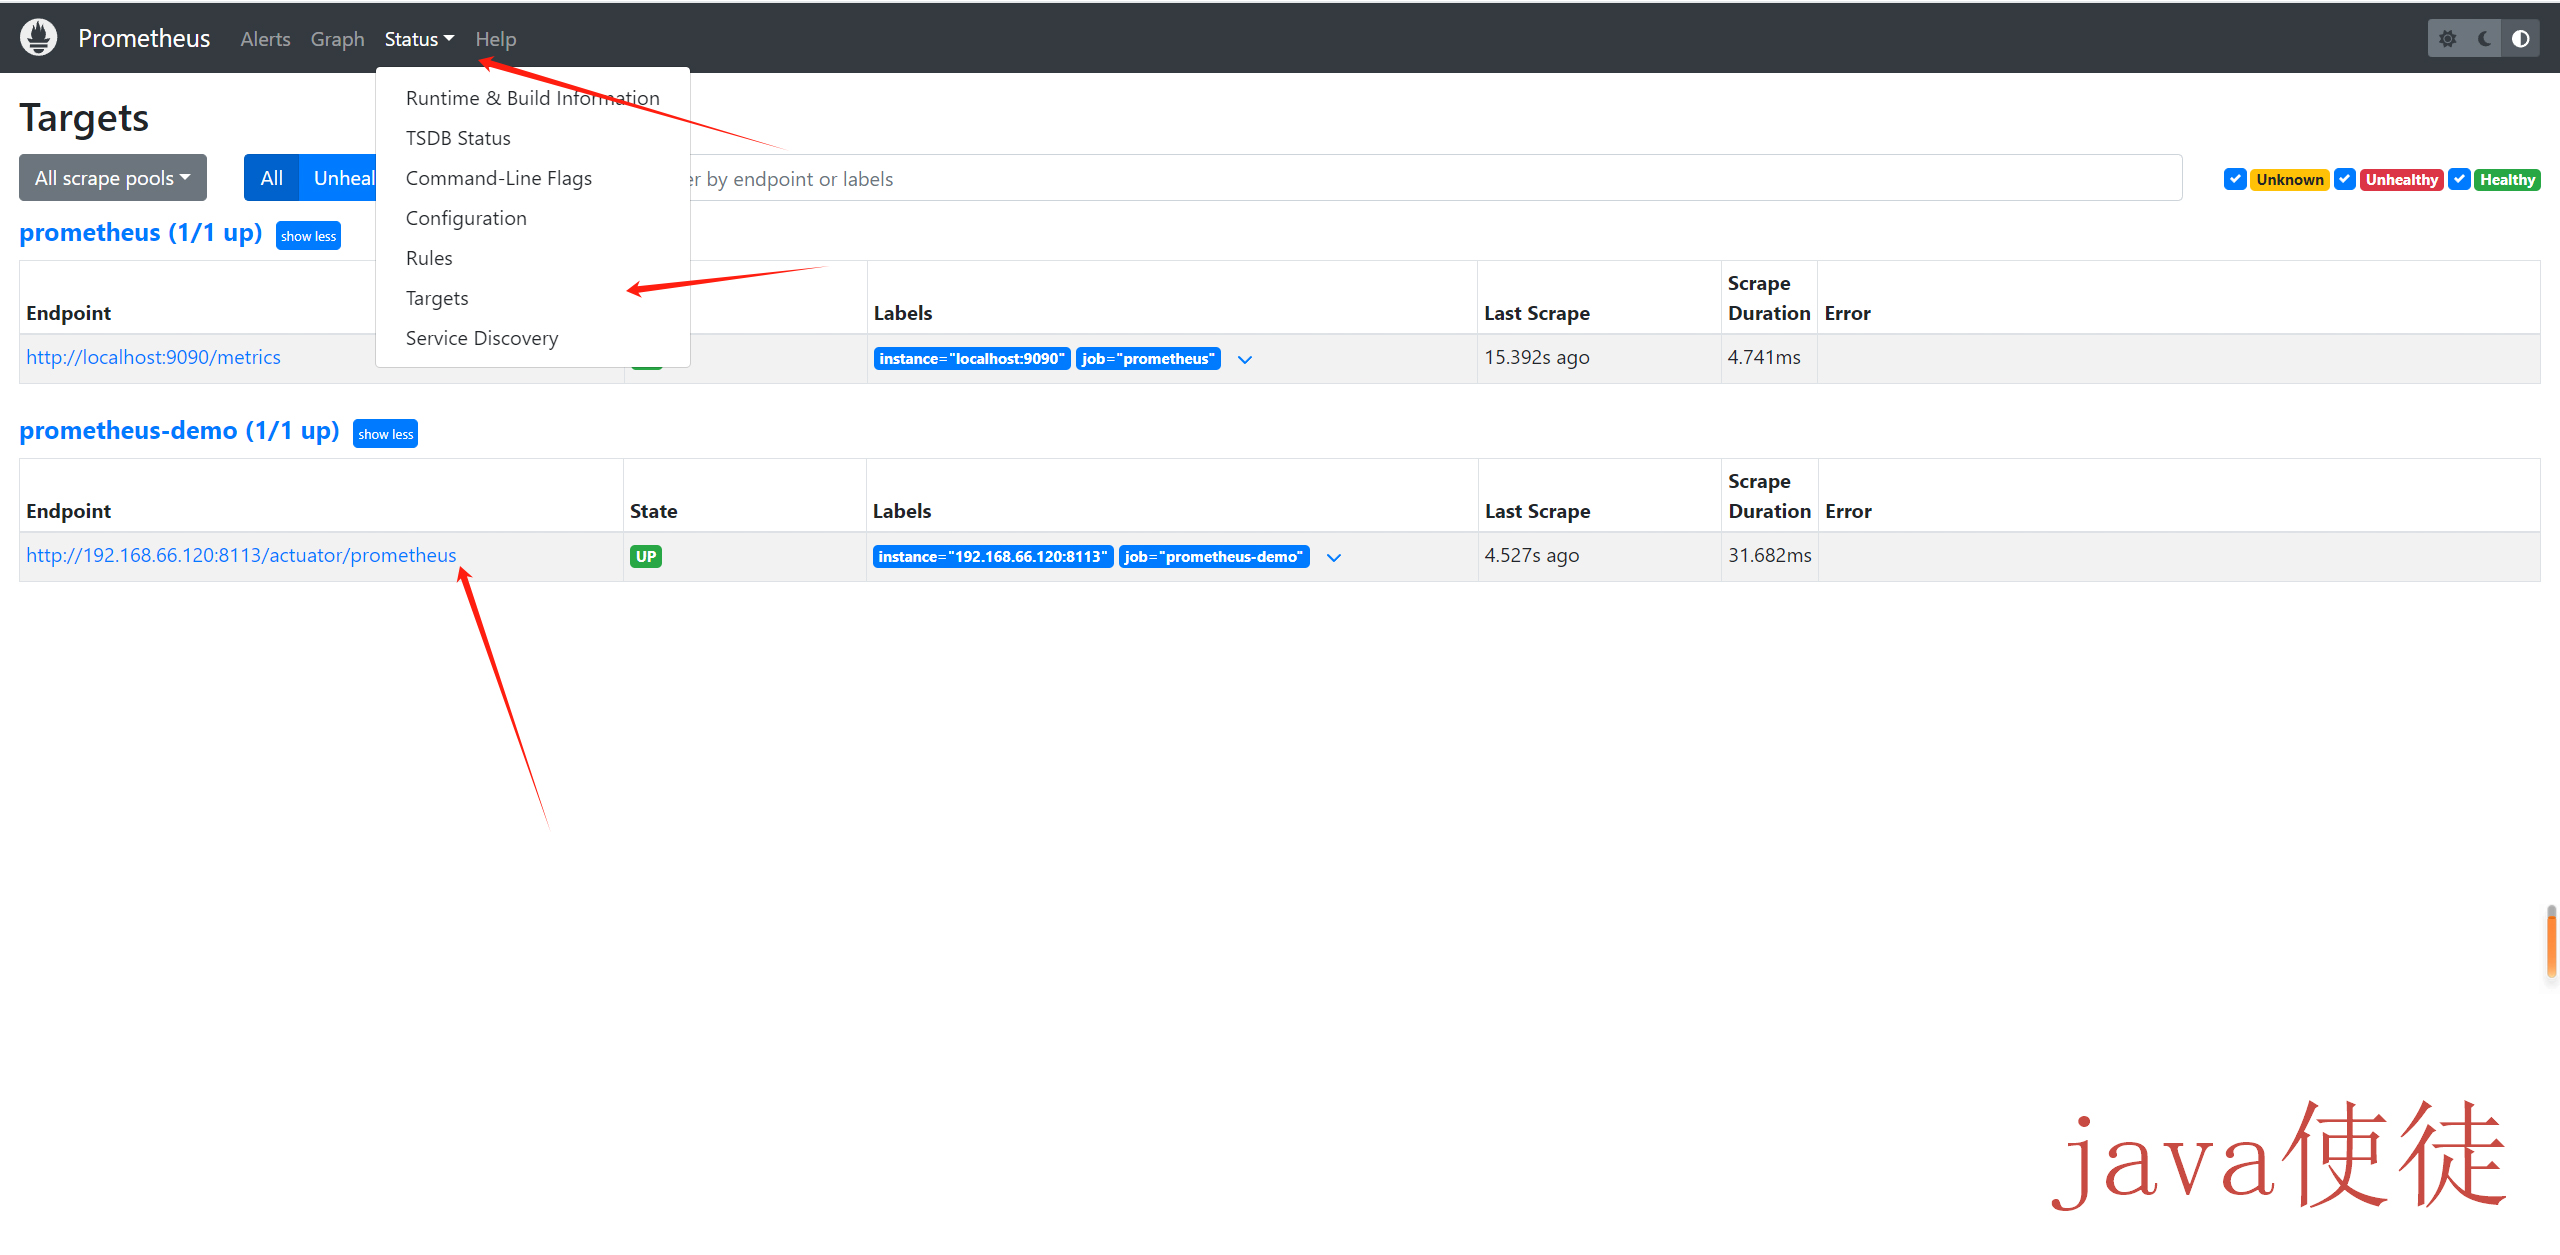 Prometheus Alerts Graph Status Help
Runtime & Build Information
TSDB Status
Command-Line Flags
Configuration
Rules
Targets
Service Discovery
Targets
All scrape pools All Unheal er by endpoint or labels Unknown Unhealthy Healthy
prometheus (1/1 up) show less
Endpoint Labels Last Scrape Scrape Duration Error
http://localhost:9090/metrics instance="localhost:9090" job="prometheus" 15.392s ago 4.741ms
prometheus-demo (1/1 up) show less
Endpoint State Labels Last Scrape Scrape Duration Error
http://192.168.66.120:8113/actuator/prometheus UP instance="192.168.66.120:8113" job="prometheus-demo" 4.527s ago 31.682ms
java使徒